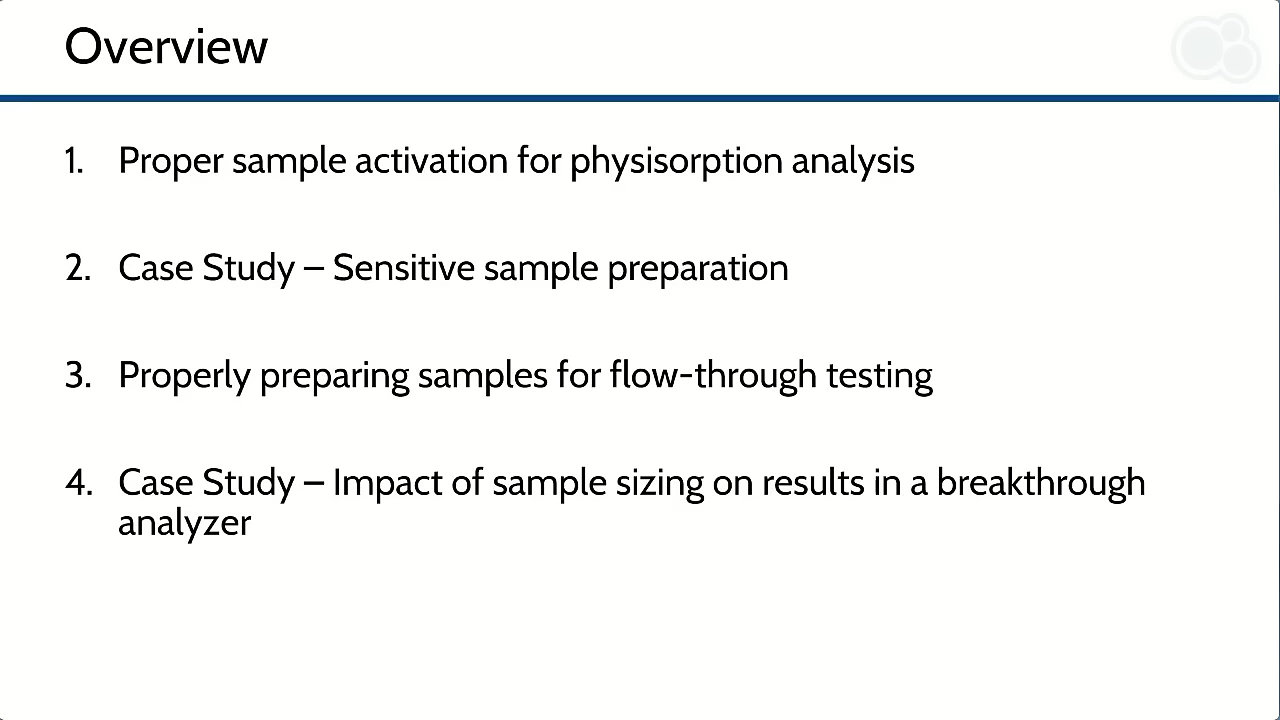 Overview
1. Proper sample activation for physisorption analysis
2. Case Study – Sensitive sample preparation
3. Properly preparing samples for flow-through testing
4. Case Study – Impact of sample sizing on results in a breakthrough
analyzer